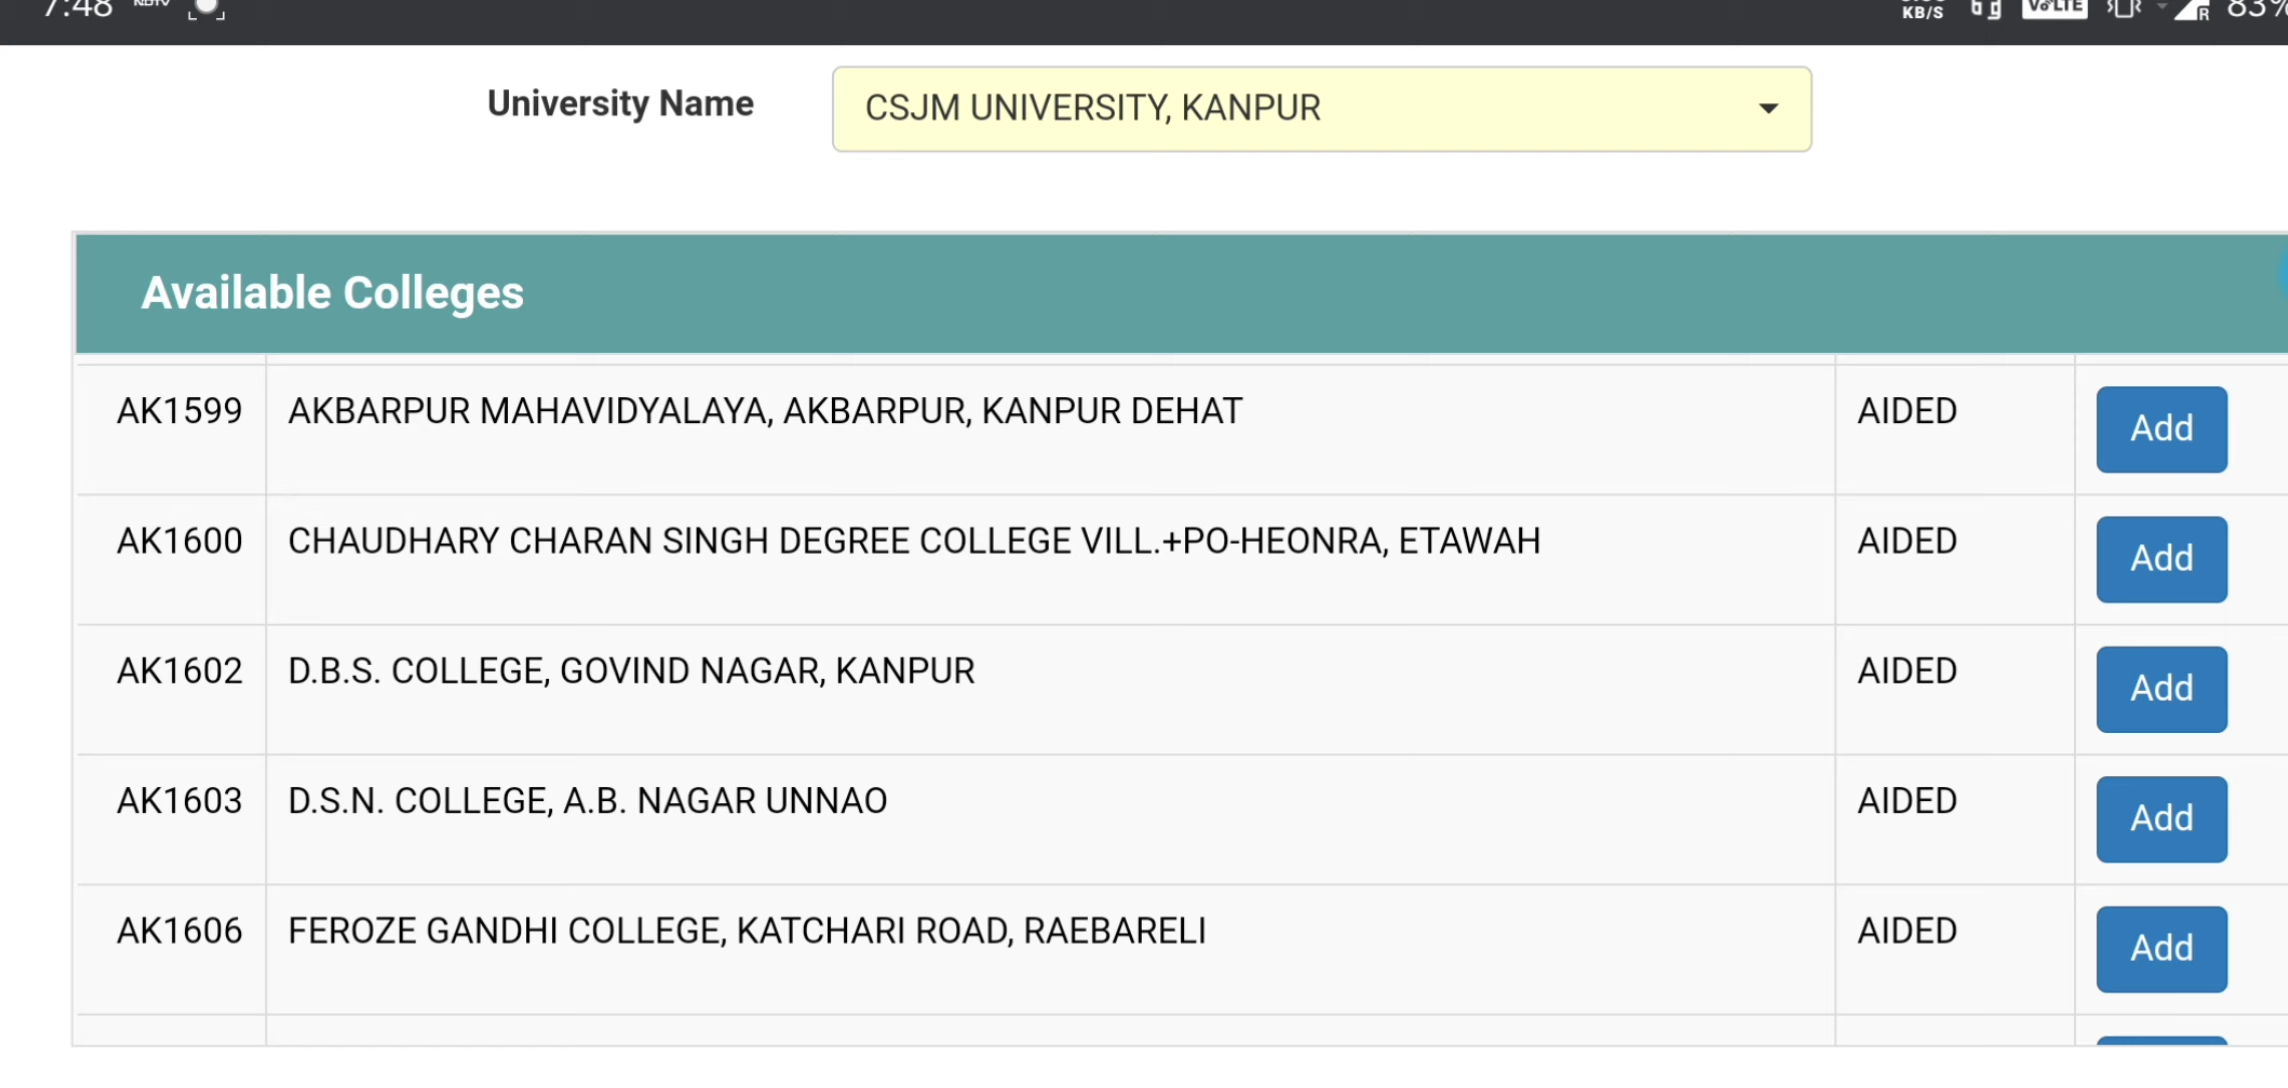 7:48 NDTV KB/S VoLTE R 83%
University Name CSJM UNIVERSITY, KANPUR
Available Colleges
AK1599 AKBARPUR MAHAVIDYALAYA, AKBARPUR, KANPUR DEHAT AIDED Add
AK1600 CHAUDHARY CHARAN SINGH DEGREE COLLEGE VILL.+PO-HEONRA, ETAWAH AIDED Add
AK1602 D.B.S. COLLEGE, GOVIND NAGAR, KANPUR AIDED Add
AK1603 D.S.N. COLLEGE, A.B. NAGAR UNNAO AIDED Add
AK1606 FEROZE GANDHI COLLEGE, KATCHARI ROAD, RAEBARELI AIDED Add